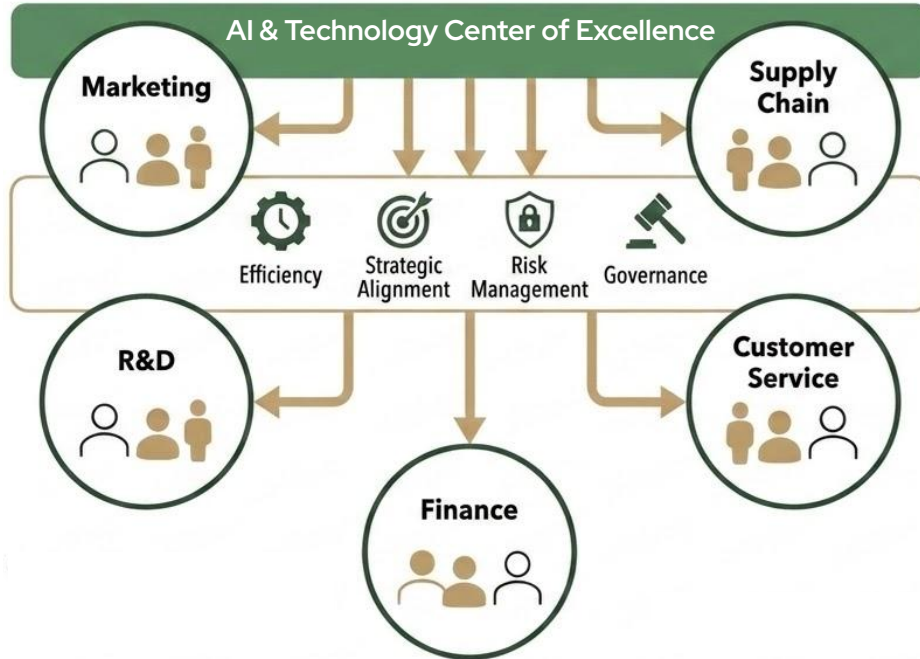 AI & Technology Center of Excellence
Marketing
Supply
Chain
Efficiency
Strategic
Alignment
Risk
Management
Governance
R&D
Customer
Service
Finance